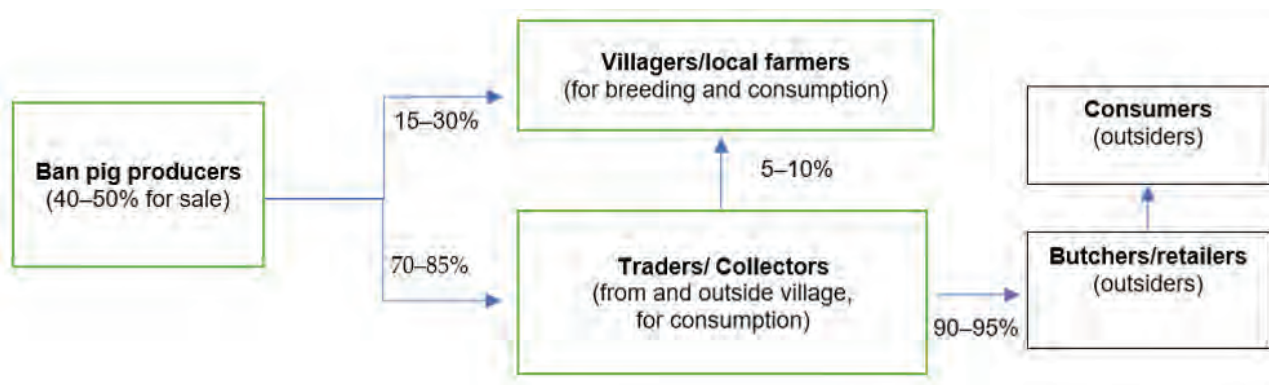 Villagers/local farmers
(for breeding and consumption)
15–30%
Consumers
(outsiders)
Ban pig producers
(40–50% for sale)
5–10%
70–85%
Traders/ Collectors
(from and outside village,
for consumption)
Butchers/retailers
(outsiders)
90–95%